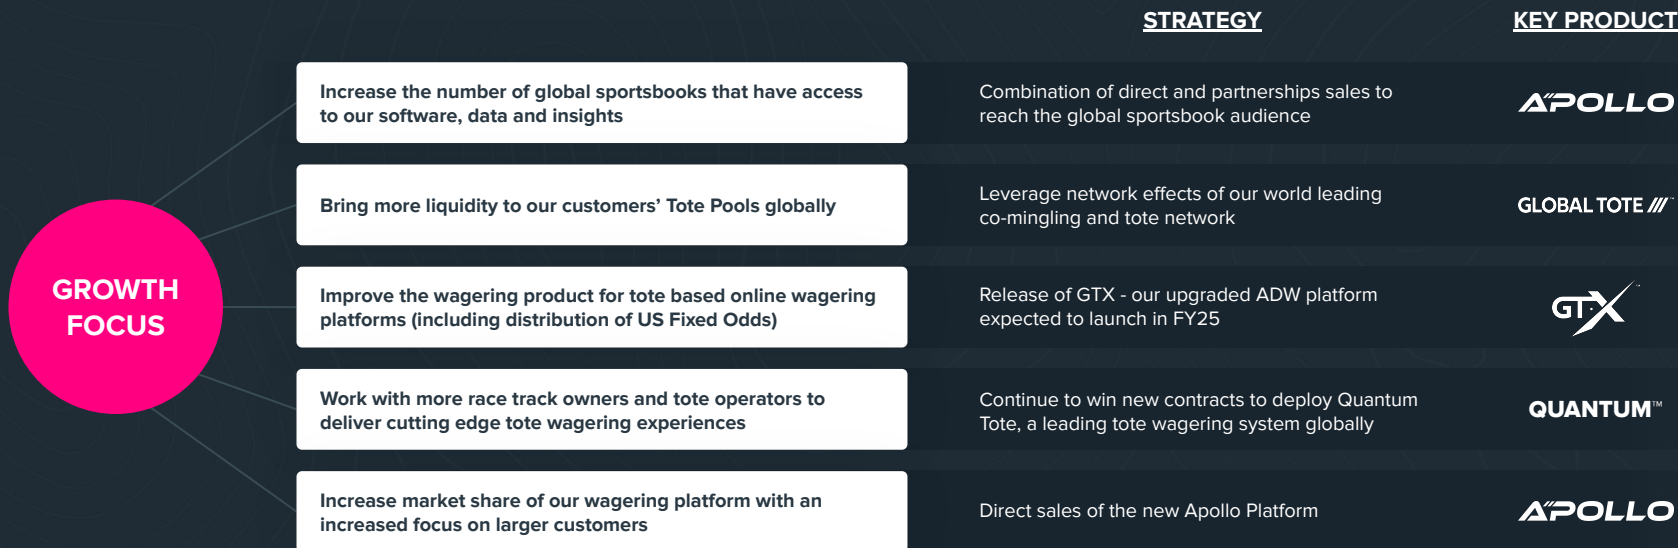 STRATEGY
KEY PRODUCT
GROWTH
FOCUS
Increase the number of global sportsbooks that have access
to our software, data and insights
Combination of direct and partnerships sales to
reach the global sportsbook audience
APOLLO
Bring more liquidity to our customers’ Tote Pools globally
Leverage network effects of our world leading
co-mingling and tote network
GLOBAL TOTE
Improve the wagering product for tote based online wagering
platforms (including distribution of US Fixed Odds)
Release of GTX - our upgraded ADW platform
expected to launch in FY25
GTX
Work with more race track owners and tote operators to
deliver cutting edge tote wagering experiences
Continue to win new contracts to deploy Quantum
Tote, a leading tote wagering system globally
QUANTUM™
Increase market share of our wagering platform with an
increased focus on larger customers
Direct sales of the new Apollo Platform
APOLLO